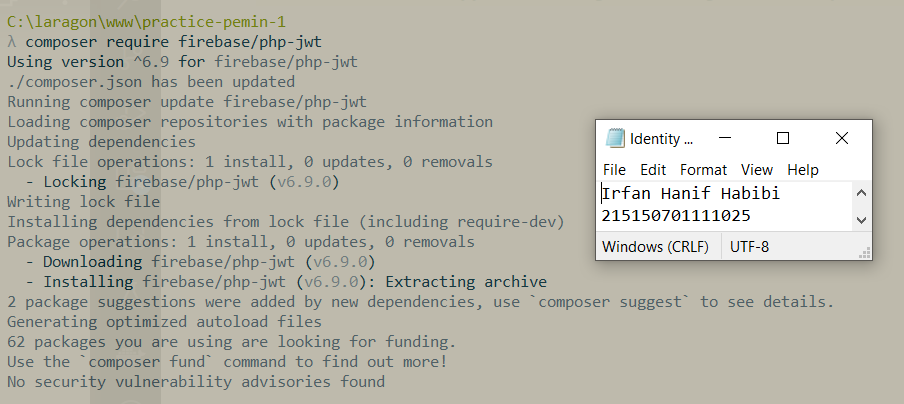 C:\laragon\www\practice-pemin-1
λ composer require firebase/php-jwt
Using version ^6.9 for firebase/php-jwt
./composer.json has been updated
Running composer update firebase/php-jwt
Loading composer repositories with package information
Updating dependencies
Lock file operations: 1 install, 0 updates, 0 removals
  - Locking firebase/php-jwt (v6.9.0)
Writing lock file
Installing dependencies from lock file (including require-dev)
Package operations: 1 install, 0 updates, 0 removals
  - Downloading firebase/php-jwt (v6.9.0)
  - Installing firebase/php-jwt (v6.9.0): Extracting archive
2 package suggestions were added by new dependencies, use `composer suggest` to see details.
Generating optimized autoload files
62 packages you are using are looking for funding.
Use the `composer fund` command to find out more!
No security vulnerability advisories found
Identity ...
File Edit Format View Help
Irfan Hanif Habibi
215150701111025
Windows (CRLF) UTF-8